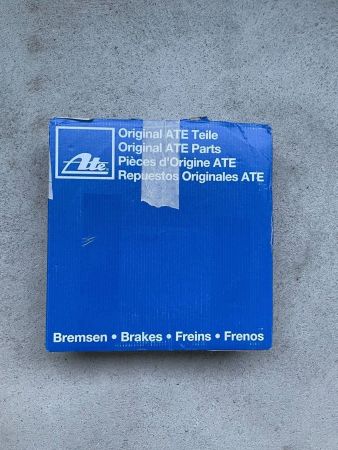 Ate
Original ATE Teile
Original ATE Parts
Pièces d'Origine ATE
Repuestos Originales ATE
Bremsen • Brakes • Freins • Frenos